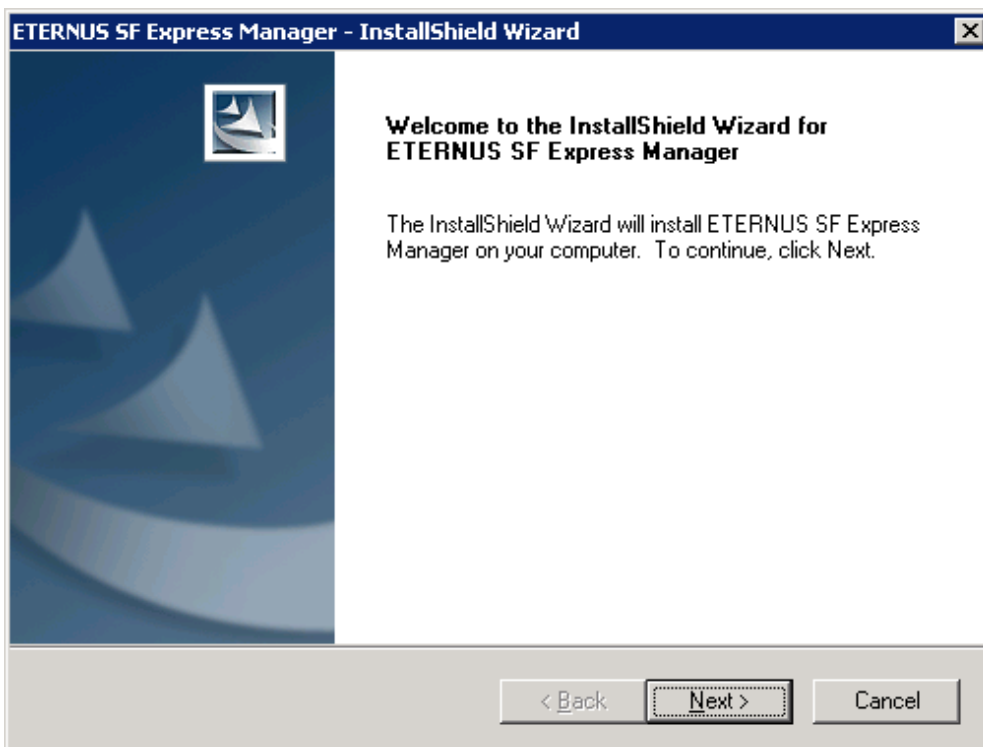 ETERNUS SF Express Manager - InstallShield Wizard
Welcome to the InstallShield Wizard for
ETERNUS SF Express Manager
The InstallShield Wizard will install ETERNUS SF Express
Manager on your computer. To continue, click Next.
< Back Next > Cancel